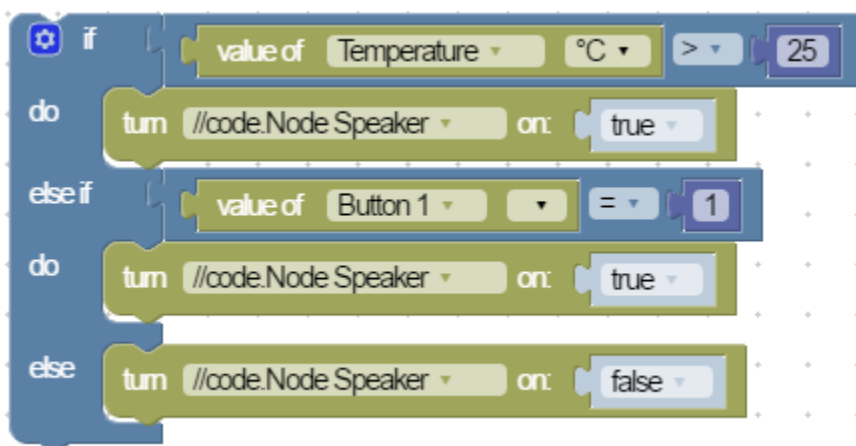 if value of Temperature °C > 25
do turn //code.Node Speaker on: true
else if value of Button 1 = 1
do turn //code.Node Speaker on: true
else turn //code.Node Speaker on: false